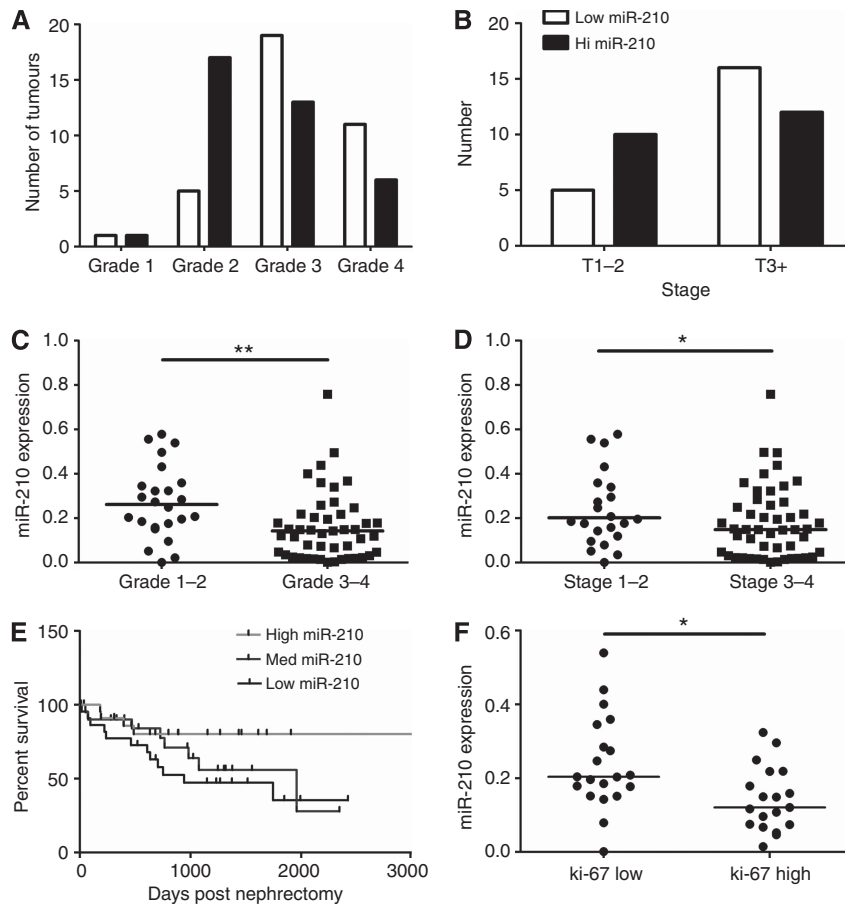 A
Number of tumours
20
15
10
5
0
Grade 1 Grade 2 Grade 3 Grade 4
B
Low miR-210
Hi miR-210
Number
20
15
10
5
0
T1–2 T3+
Stage
C
miR-210 expression
1.0
0.8
0.6
0.4
0.2
0.0
**
Grade 1–2 Grade 3–4
D
miR-210 expression
1.0
0.8
0.6
0.4
0.2
0.0
*
Stage 1–2 Stage 3–4
E
Percent survival
150
100
50
0
High miR-210
Med miR-210
Low miR-210
0 1000 2000 3000
Days post nephrectomy
F
miR-210 expression
0.6
0.4
0.2
0.0
*
ki-67 low ki-67 high